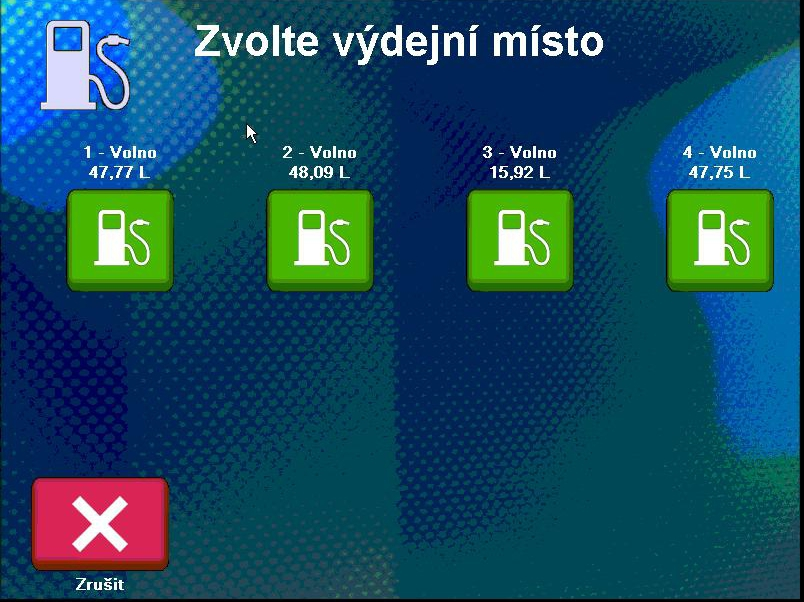 Zvolte výdejní místo
1 - Volno
47,77 L
2 - Volno
48,09 L
3 - Volno
15,92 L
4 - Volno
47,75 L
Zrušit